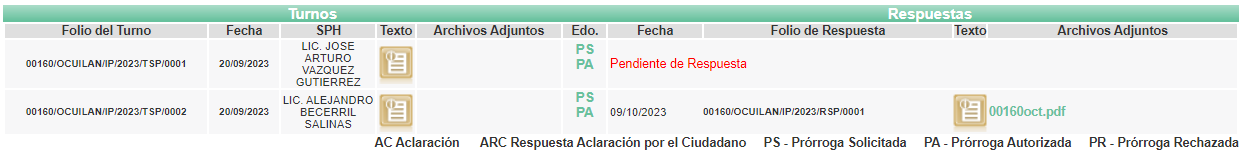 Turnos Respuestas
Folio del Turno Fecha SPH Texto Archivos Adjuntos Edo. Fecha Folio de Respuesta Texto Archivos Adjuntos
00160/OCUILAN/IP/2023/TSP/0001 20/09/2023 LIC. JOSE ARTURO VAZQUEZ GUTIERREZ PS PA Pendiente de Respuesta
00160/OCUILAN/IP/2023/TSP/0002 20/09/2023 LIC. ALEJANDRO BECERRIL SALINAS PS PA 09/10/2023 00160/OCUILAN/IP/2023/RSP/0001 00160oct.pdf
AC Aclaración ARC Respuesta Aclaración por el Ciudadano PS - Prórroga Solicitada PA - Prórroga Autorizada PR - Prórroga Rechazada